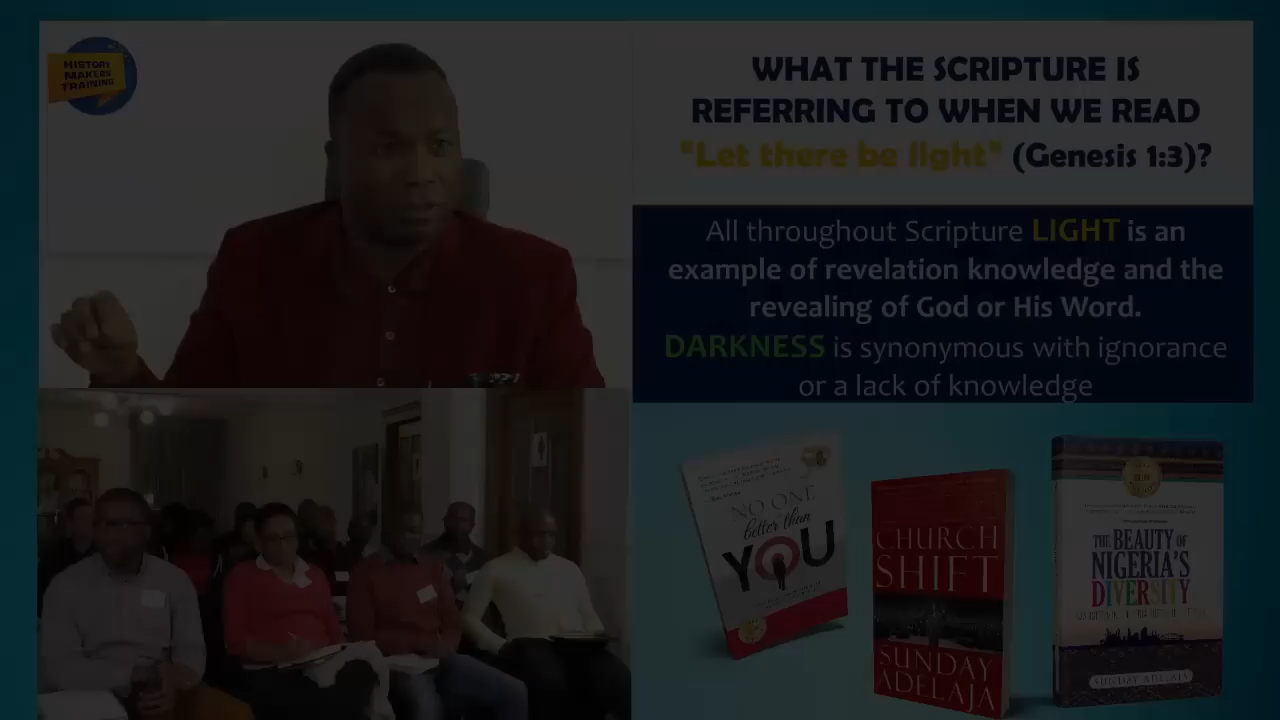 HISTORY
MAKERS
TRAINING
WHAT THE SCRIPTURE IS
REFERRING TO WHEN WE READ
"Let there be light" (Genesis 1:3)?
All throughout Scripture LIGHT is an
example of revelation knowledge and the
revealing of God or His Word.
DARKNESS is synonymous with ignorance
or a lack of knowledge
NO ONE
better than
YOU
CHURCH
SHIFT
SUNDAY
ADELAJA
THE BEAUTY OF
NIGERIA'S
DIVERSITY
SUNDAY ADELAJA